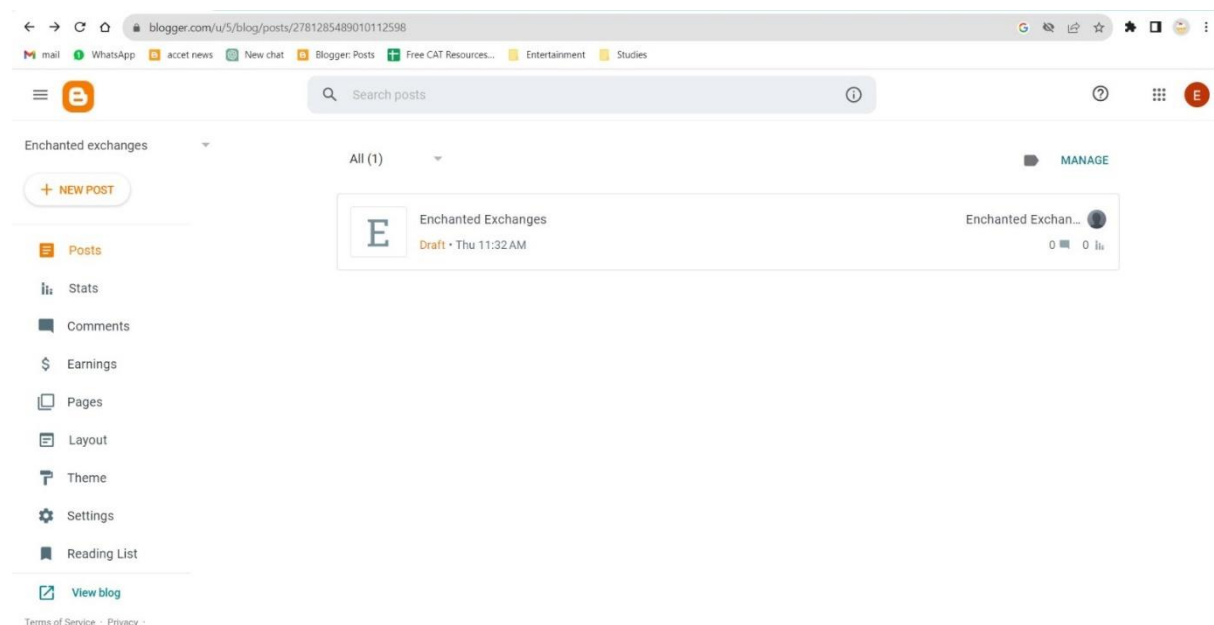 blogger.com/u/5/blog/posts/2781285489010112598
mail WhatsApp accet news New chat Blogger: Posts Free CAT Resources... Entertainment Studies
Search posts
E
Enchanted exchanges
All (1)
MANAGE
+ NEW POST
E
Enchanted Exchanges
Enchanted Exchan...
Draft • Thu 11:32 AM
0 0
Posts
Stats
Comments
$ Earnings
Pages
Layout
Theme
Settings
Reading List
View blog
Terms of Service · Privacy ·